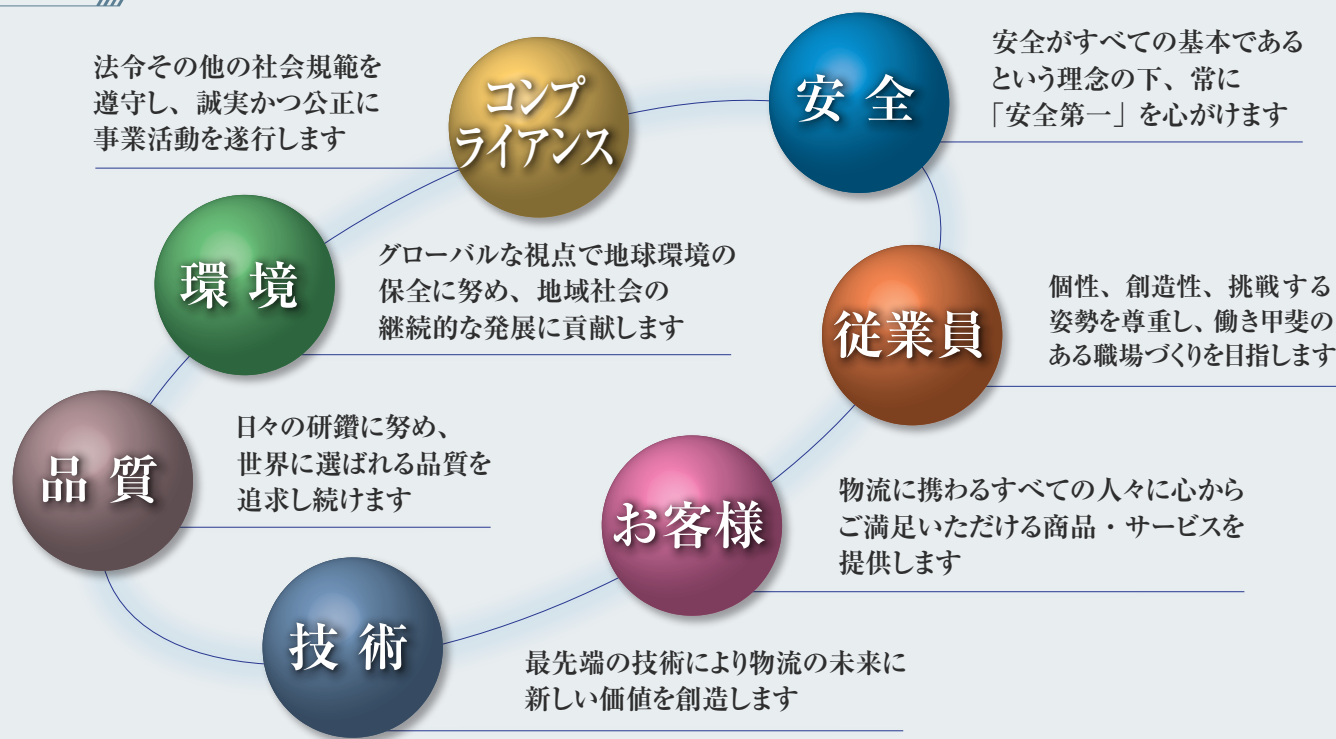 法令その他の社会規範を
遵守し、誠実かつ公正に
事業活動を遂行します
コンプ
ライアンス
安全
安全がすべての基本である
という理念の下、常に
「安全第一」を心がけます
環境
グローバルな視点で地球環境の
保全に努め、地域社会の
継続的な発展に貢献します
従業員
個性、創造性、挑戦する
姿勢を尊重し、働き甲斐の
ある職場づくりを目指します
品質
日々の研鑽に努め、
世界に選ばれる品質を
追求し続けます
お客様
物流に携わるすべての人々に心から
ご満足いただける商品・サービスを
提供します
技術
最先端の技術により物流の未来に
新しい価値を創造します